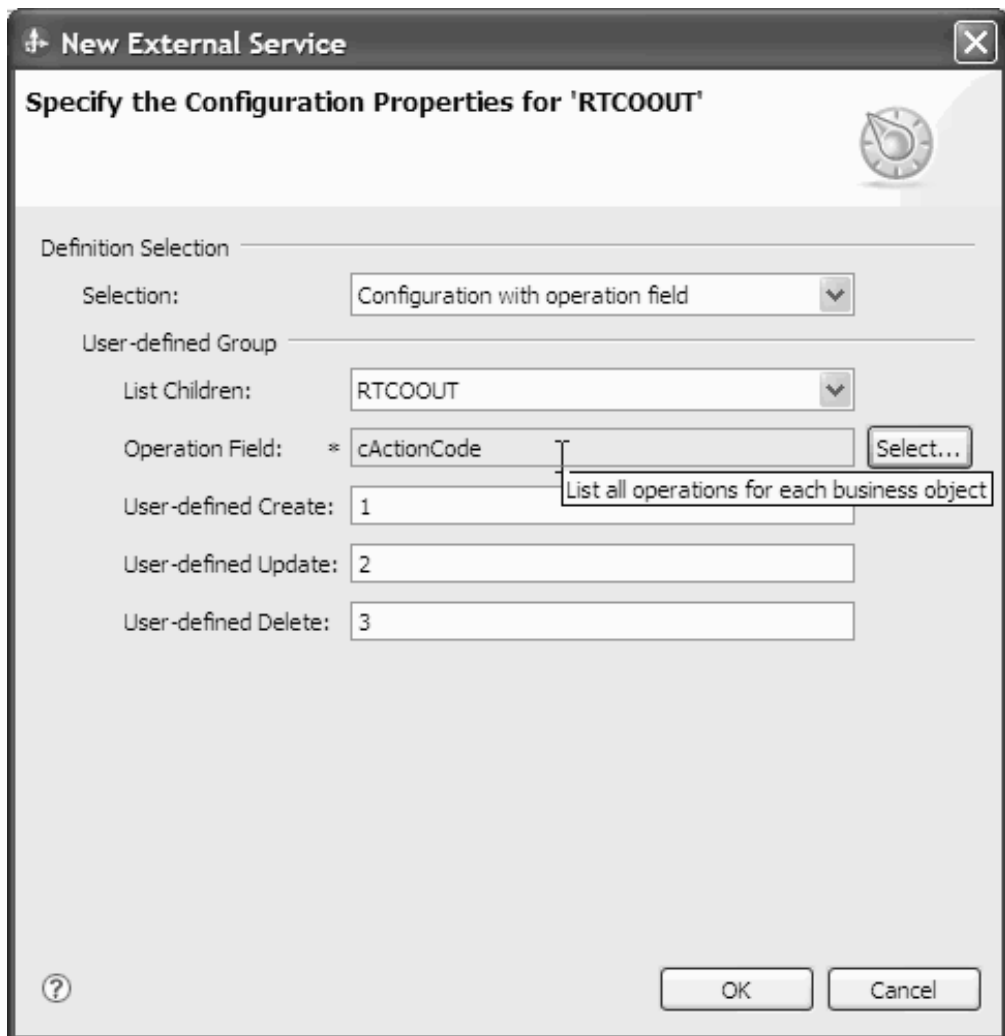 New External Service
Specify the Configuration Properties for 'RTCOOUT'
Definition Selection
Selection: Configuration with operation field
User-defined Group
List Children: RTCOOUT
Operation Field: * cActionCode Select...
List all operations for each business object
User-defined Create: 1
User-defined Update: 2
User-defined Delete: 3
? OK Cancel